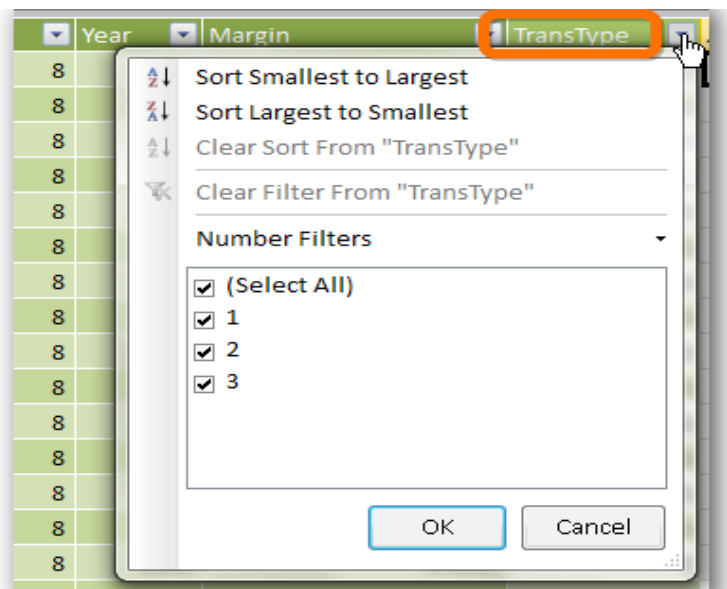 Year Margin TransType
8
Sort Smallest to Largest
8
Sort Largest to Smallest
8
Clear Sort From "TransType"
8
Clear Filter From "TransType"
8
8
Number Filters
8
(Select All)
8
1
8
2
8
3
8
8
8
8
OK Cancel
8